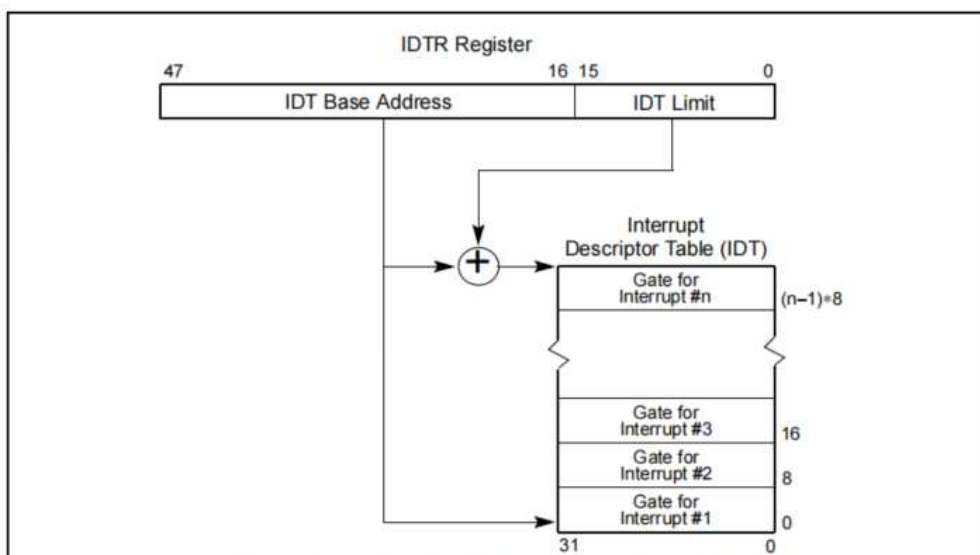 IDTR Register
47 16 15 0
IDT Base Address IDT Limit
+
Interrupt
Descriptor Table (IDT)
Gate for
Interrupt #n
(n–1)∗8
Gate for
Interrupt #3
16
Gate for
Interrupt #2
8
Gate for
Interrupt #1
0
31 0